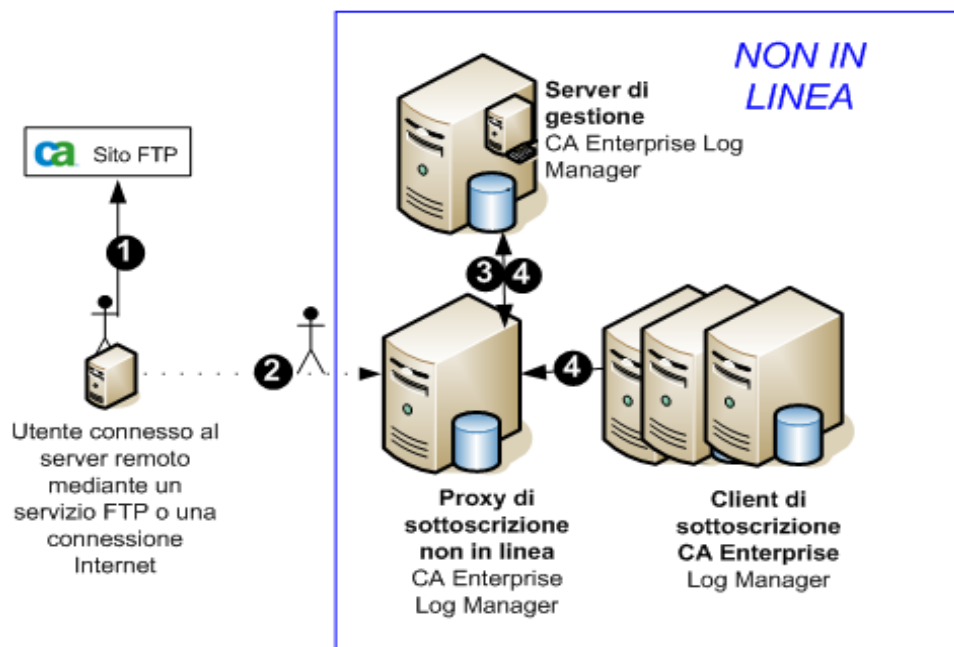 NON IN
LINEA
Server di
gestione
CA Enterprise Log
Manager
ca Sito FTP
1
3 4
2
4
Utente connesso al
server remoto
mediante un
servizio FTP o una
connessione
Internet
Proxy di
sottoscrizione
non in linea
CA Enterprise
Log Manager
Client di
sottoscrizione
CA Enterprise
Log Manager